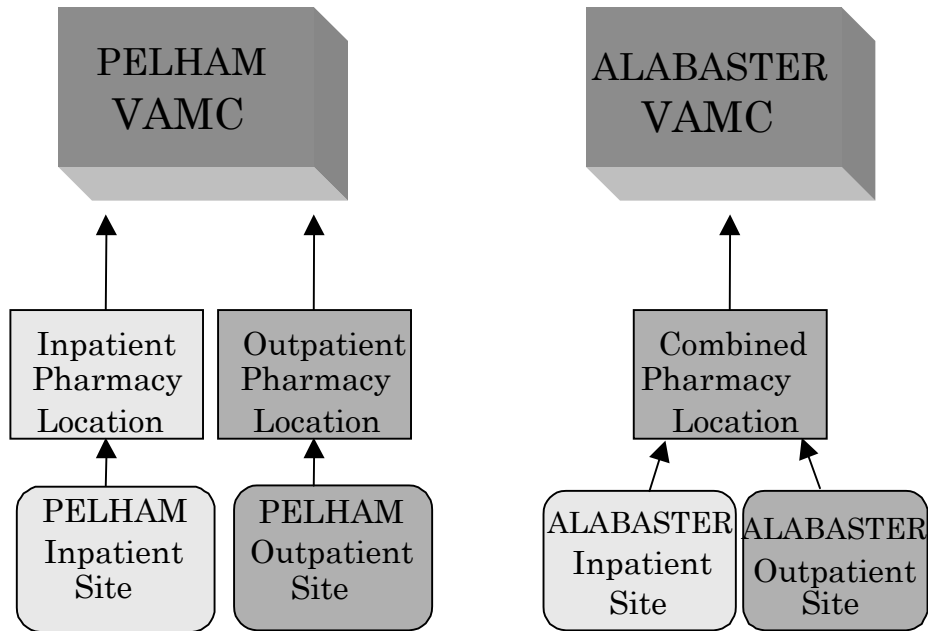 PELHAM
VAMC
ALABASTER
VAMC
Inpatient
Pharmacy
Location
Outpatient
Pharmacy
Location
Combined
Pharmacy
Location
PELHAM
Inpatient
Site
PELHAM
Outpatient
Site
ALABASTER
Inpatient
Site
ALABASTER
Outpatient
Site